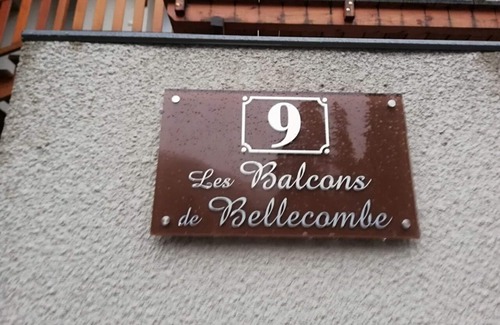 9
Les Balcons
de Bellecombe